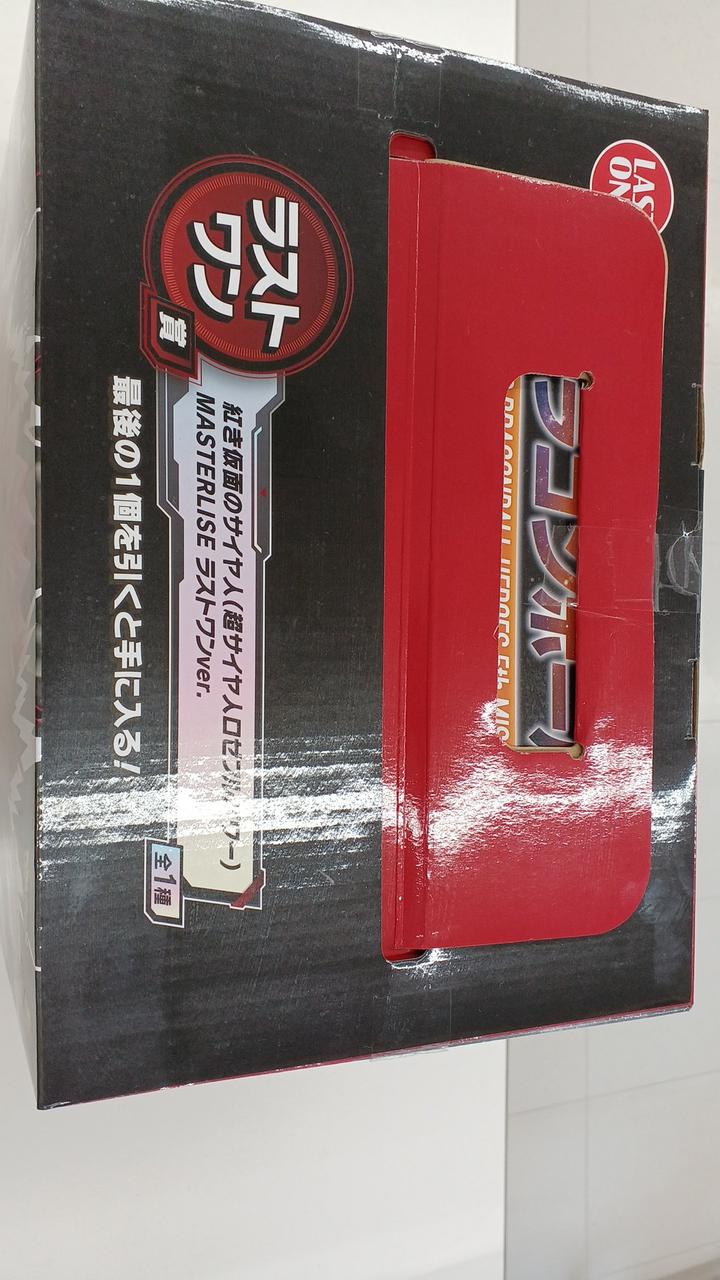 LAST
ON
ラゴンボー
DRAGONBALL HEROES 5th MIS
ラスト
ワン
賞
紅き仮面のサイヤ人(超サイヤ人ロゼフルパワー)
MASTERLISE ラストワンver.
全1種
最後の1個を引くと手に入る!